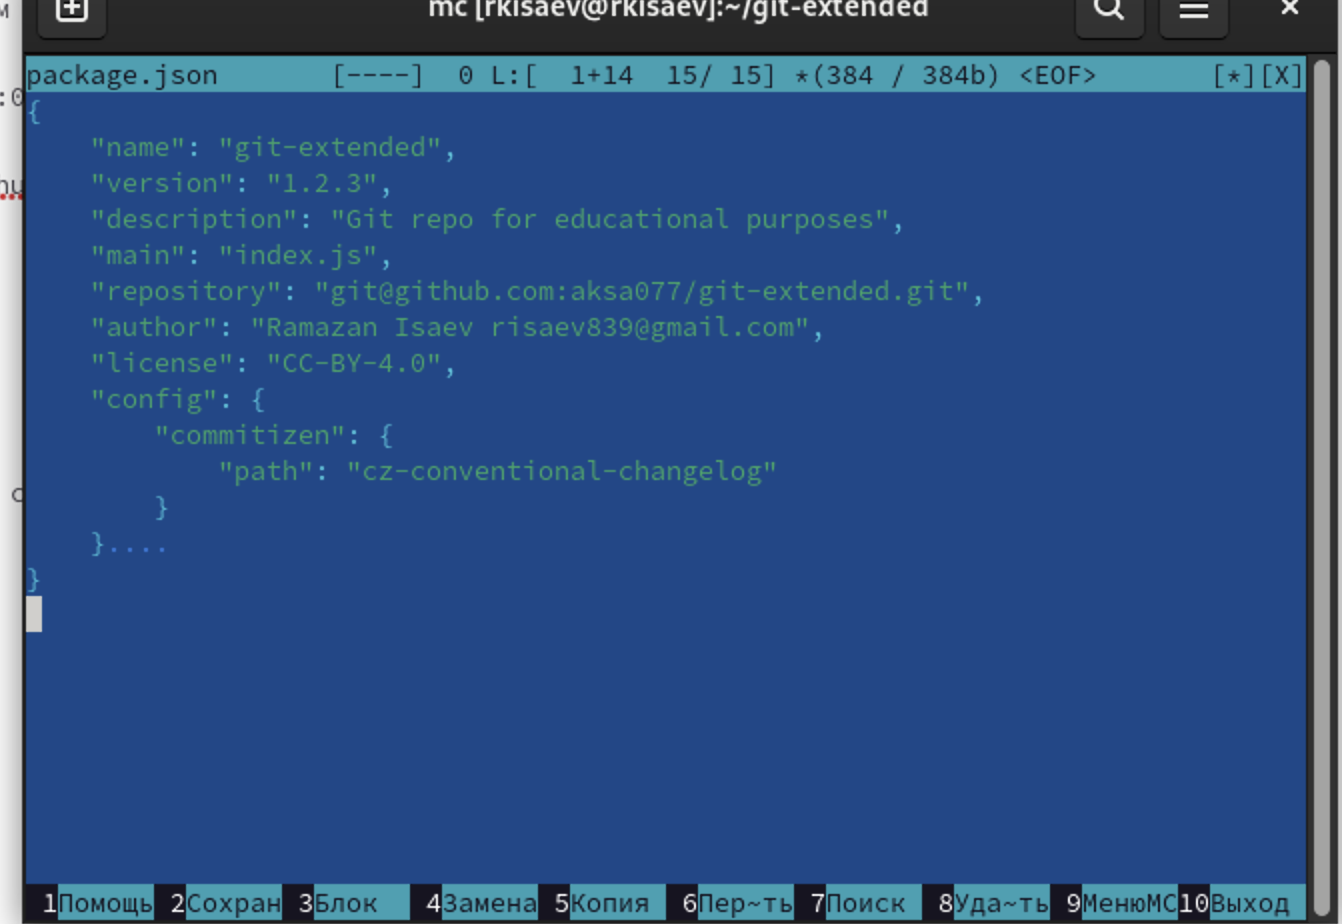 mc [rkisaev@rkisaev]:~/git-extended
package.json [----] 0 L:[ 1+14 15/ 15] *(384 / 384b) <EOF> [*][X]
{
    "name": "git-extended",
    "version": "1.2.3",
    "description": "Git repo for educational purposes",
    "main": "index.js",
    "repository": "git@github.com:aksa077/git-extended.git",
    "author": "Ramazan Isaev risaev839@gmail.com",
    "license": "CC-BY-4.0",
    "config": {
        "commitizen": {
            "path": "cz-conventional-changelog"
        }
    }....
}
1Помощь 2Сохран 3Блок 4Замена 5Копия 6Пер~ть 7Поиск 8Уда~ть 9МенюМС 10Выход